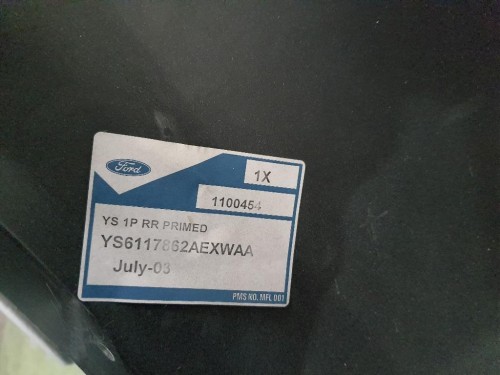 Ford
1X
1100454
YS 1P RR PRIMED
YS6117862AEXWAA
July-03
PMS NO. MFL 001